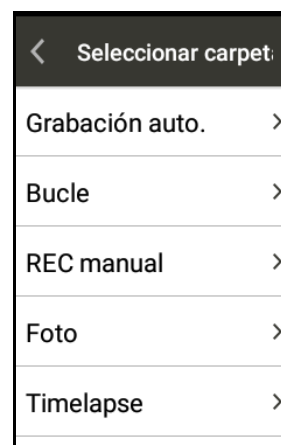 Seleccionar carpet
Grabación auto.
Bucle
REC manual
Foto
Timelapse